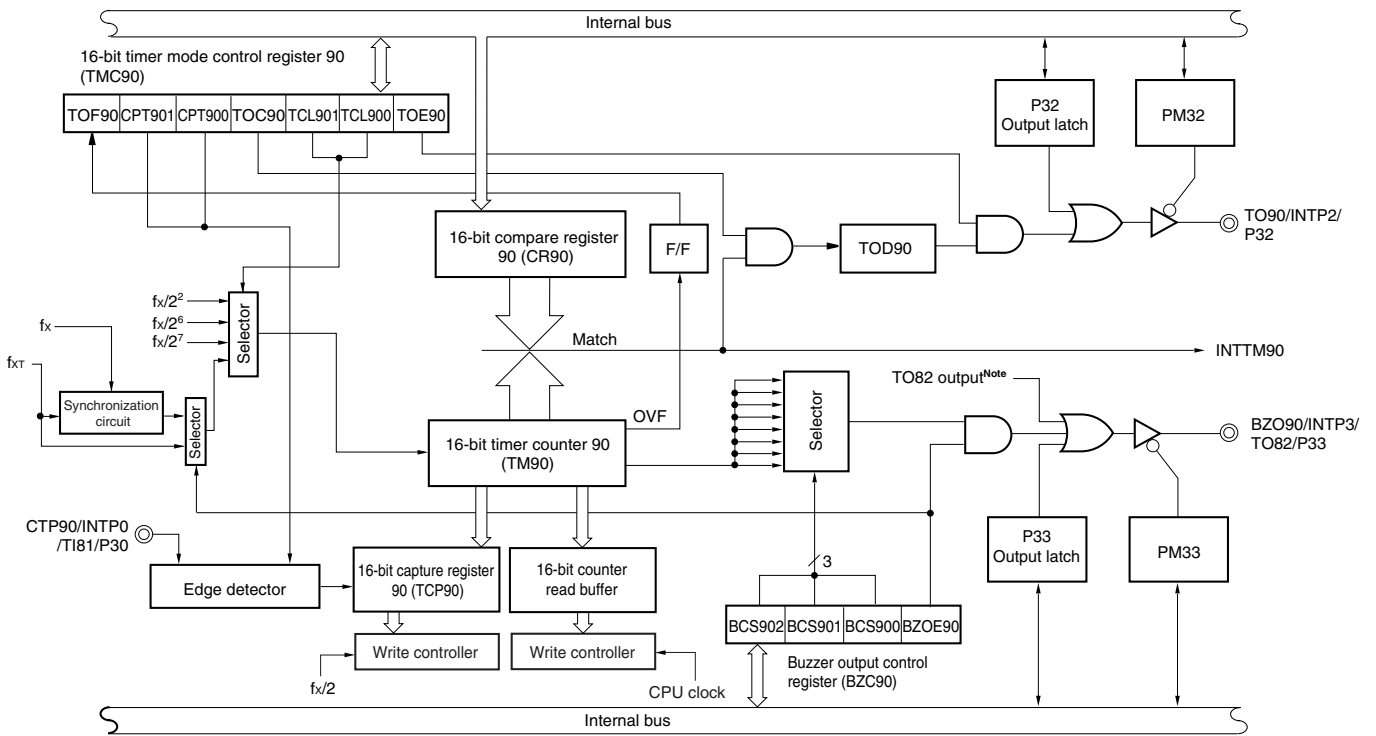 Internal bus
16-bit timer mode control register 90
(TMC90)
TOF90 CPT901 CPT900 TOC90 TCL901 TCL900 TOE90
P32
Output latch
PM32
TO90/INTP2/
P32
16-bit compare register
90 (CR90)
F/F
TOD90
fX/2²
fX/2⁶
fX/2⁷
Selector
fX
fXT
Match
INTTM90
Synchronization
circuit
Selector
16-bit timer counter 90
(TM90)
OVF
Selector
TO82 outputNote
BZO90/INTP3/
TO82/P33
CTP90/INTP0
/TI81/P30
Edge detector
16-bit capture register
90 (TCP90)
16-bit counter
read buffer
3
P33
Output latch
PM33
Write controller
Write controller
fX/2
CPU clock
BCS902 BCS901 BCS900 BZOE90
Buzzer output control
register (BZC90)
Internal bus